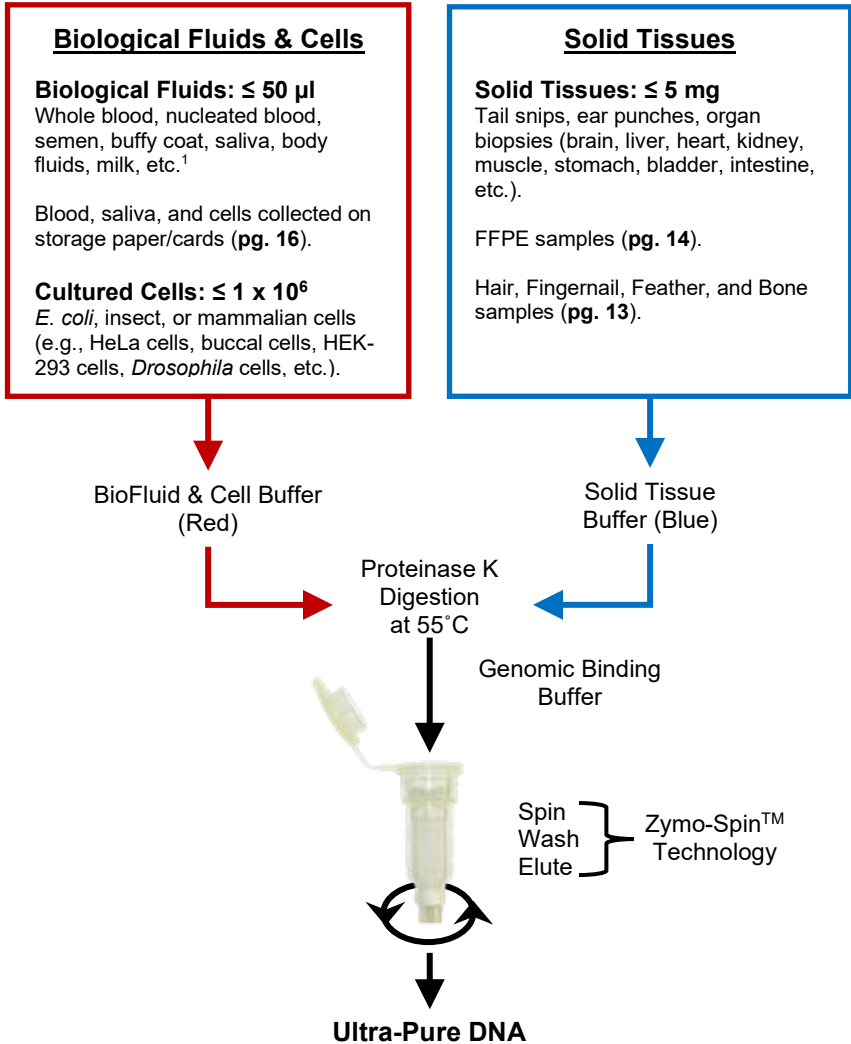 Biological Fluids & Cells
Biological Fluids: ≤ 50 µl
Whole blood, nucleated blood,
semen, buffy coat, saliva, body
fluids, milk, etc.¹
Blood, saliva, and cells collected on
storage paper/cards (pg. 16).
Cultured Cells: ≤ 1 x 10⁶
E. coli, insect, or mammalian cells
(e.g., HeLa cells, buccal cells, HEK-
293 cells, Drosophila cells, etc.).
Solid Tissues
Solid Tissues: ≤ 5 mg
Tail snips, ear punches, organ
biopsies (brain, liver, heart, kidney,
muscle, stomach, bladder, intestine,
etc.).
FFPE samples (pg. 14).
Hair, Fingernail, Feather, and Bone
samples (pg. 13).
BioFluid & Cell Buffer
(Red)
Solid Tissue
Buffer (Blue)
Proteinase K
Digestion
at 55˚C
Genomic Binding
Buffer
Spin
Wash
Elute
Zymo-Spin™
Technology
Ultra-Pure DNA